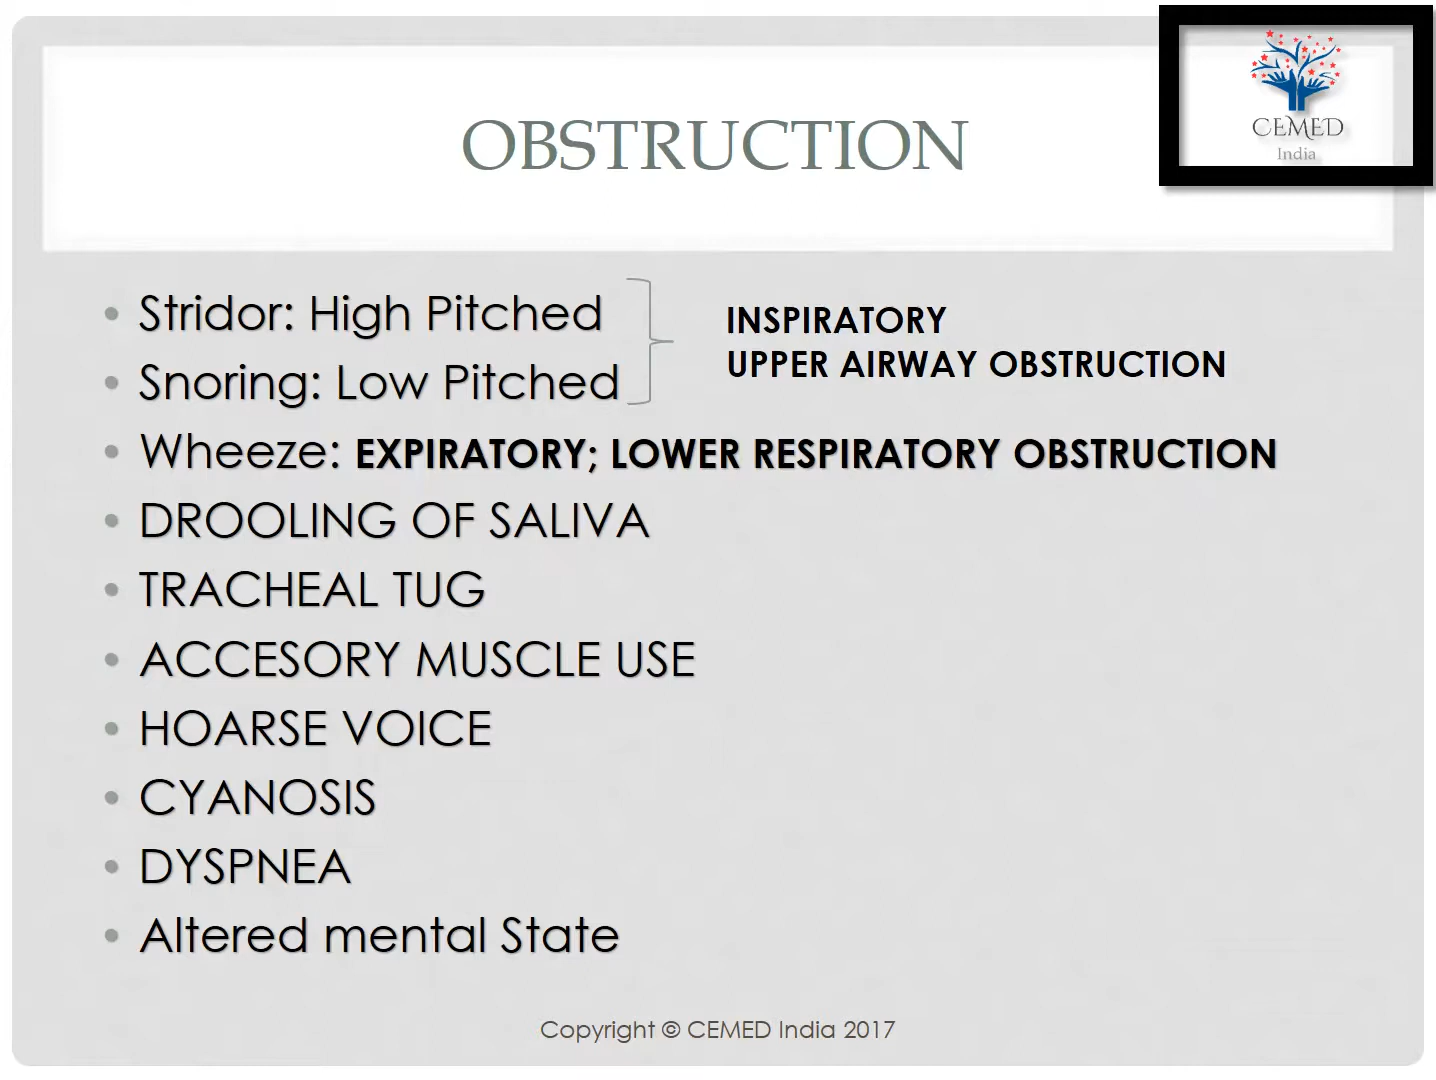 CEMED
India
OBSTRUCTION
• Stridor: High Pitched
• Snoring: Low Pitched
INSPIRATORY
UPPER AIRWAY OBSTRUCTION
• Wheeze: EXPIRATORY; LOWER RESPIRATORY OBSTRUCTION
• DROOLING OF SALIVA
• TRACHEAL TUG
• ACCESORY MUSCLE USE
• HOARSE VOICE
• CYANOSIS
• DYSPNEA
• Altered mental State
Copyright © CEMED India 2017